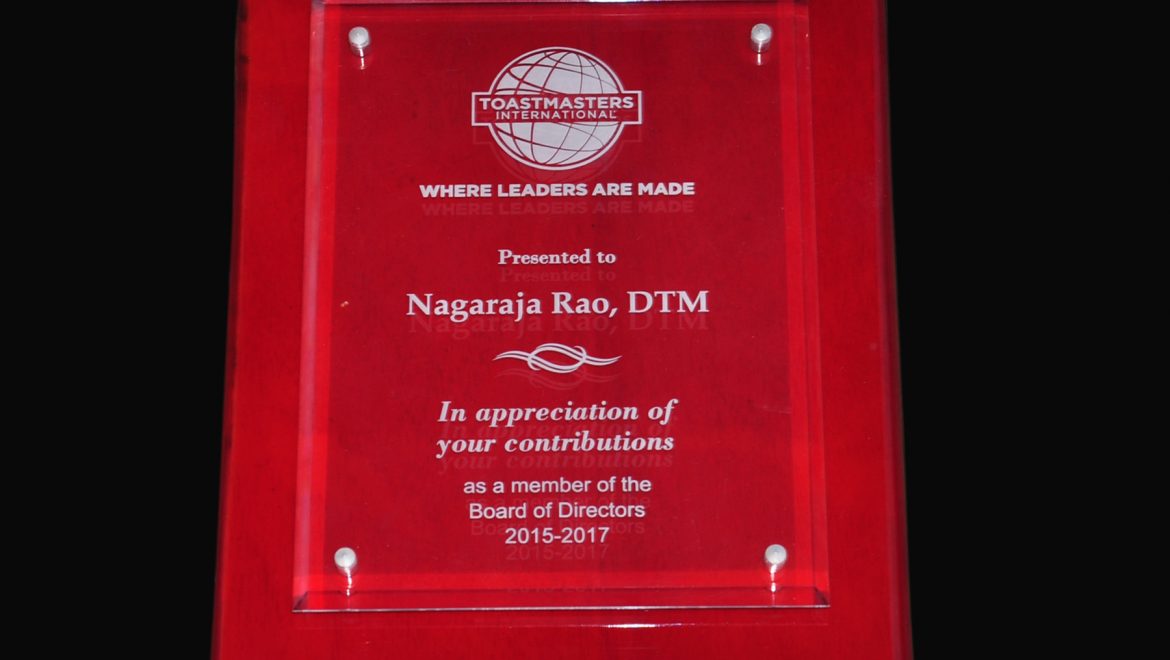 TOASTMASTERS
INTERNATIONAL
WHERE LEADERS ARE MADE
Presented to
Nagaraja Rao, DTM
In appreciation of
your contributions
as a member of the
Board of Directors
2015-2017